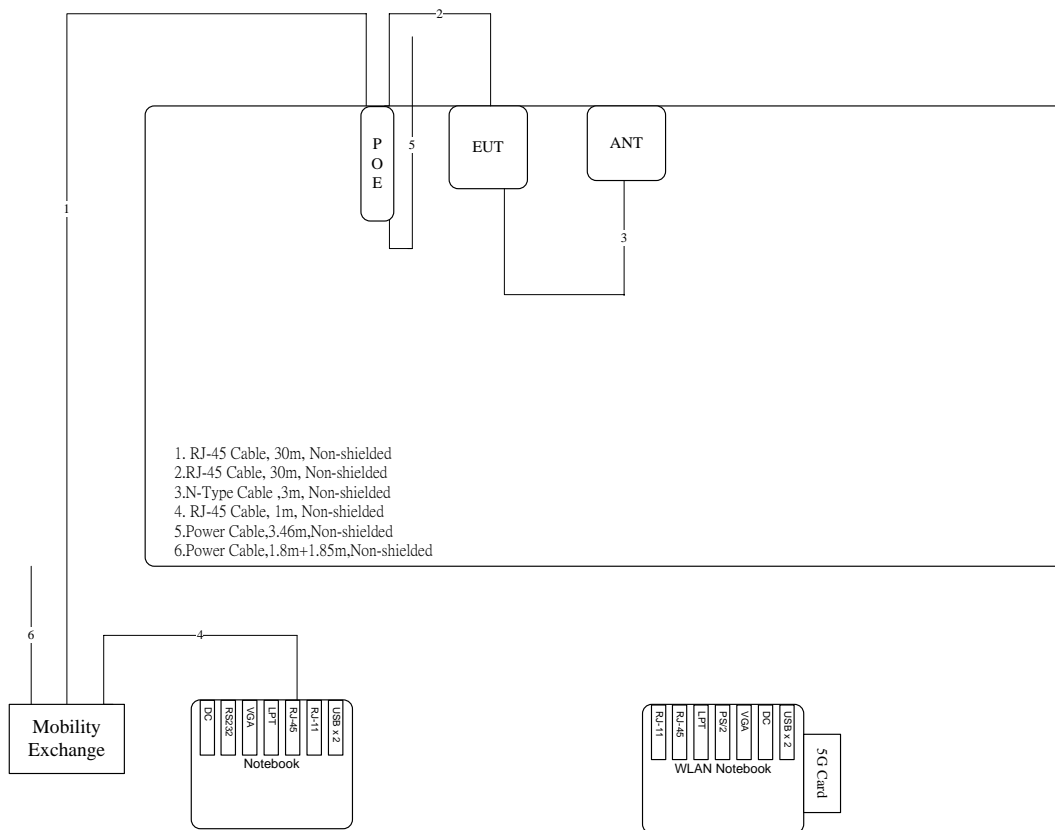 2
P
O
E
5
EUT
ANT
1
3
1. RJ-45 Cable, 30m, Non-shielded
2.RJ-45 Cable, 30m, Non-shielded
3.N-Type Cable ,3m, Non-shielded
4. RJ-45 Cable, 1m, Non-shielded
5.Power Cable,3.46m,Non-shielded
6.Power Cable,1.8m+1.85m,Non-shielded
6
4
Mobility
Exchange
DC
RS232
VGA
LPT
RJ-45
RJ-11
USB x 2
Notebook
RJ-11
RJ-45
LPT
PS/2
VGA
DC
USB x 2
WLAN Notebook
5G Card